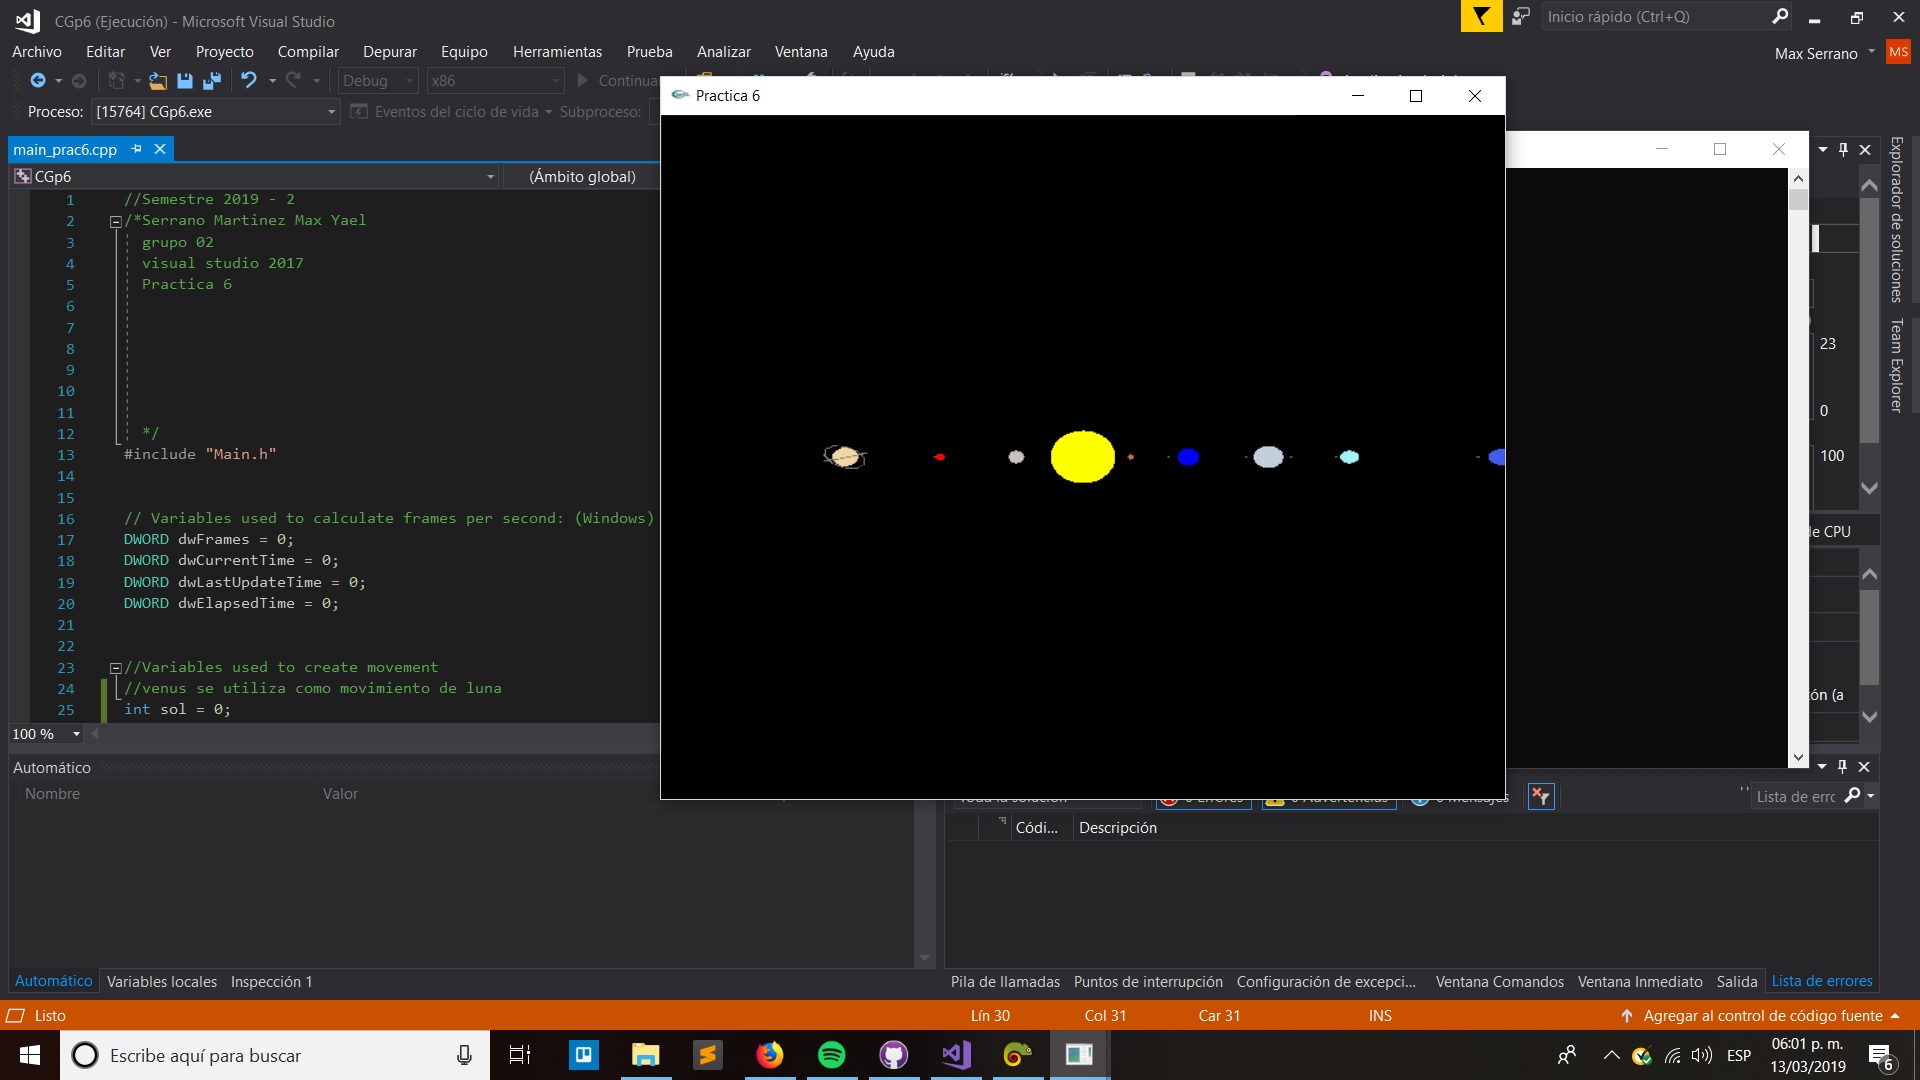 CGp6 (Ejecución) - Microsoft Visual Studio
Inicio rápido (Ctrl+Q)
Archivo Editar Ver Proyecto Compilar Depurar Equipo Herramientas Prueba Analizar Ventana Ayuda
Max Serrano MS
Debug x86 Continua
Proceso: [15764] CGp6.exe Eventos del ciclo de vida Subproceso:
Practica 6
main_prac6.cpp
CGp6 (Ámbito global)
1 //Semestre 2019 - 2
2 /*Serrano Martinez Max Yael
3 grupo 02
4 visual studio 2017
5 Practica 6
6
7
8
9
10
11
12 */
13 #include "Main.h"
14
15
16 // Variables used to calculate frames per second: (Windows)
17 DWORD dwFrames = 0;
18 DWORD dwCurrentTime = 0;
19 DWORD dwLastUpdateTime = 0;
20 DWORD dwElapsedTime = 0;
21
22
23 //Variables used to create movement
24 //venus se utiliza como movimiento de luna
25 int sol = 0;
100 %
Explorador de soluciones
Team Explorer
23
0
100
de CPU
ón (a
Automático
Nombre Valor
Lista de errc
Códi... Descripción
Automático Variables locales Inspección 1
Pila de llamadas Puntos de interrupción Configuración de excepci... Ventana Comandos Ventana Inmediato Salida Lista de errores
Listo Lín 30 Col 31 Car 31 INS Agregar al control de código fuente
Escribe aquí para buscar
ESP
06:01 p. m.
13/03/2019
6